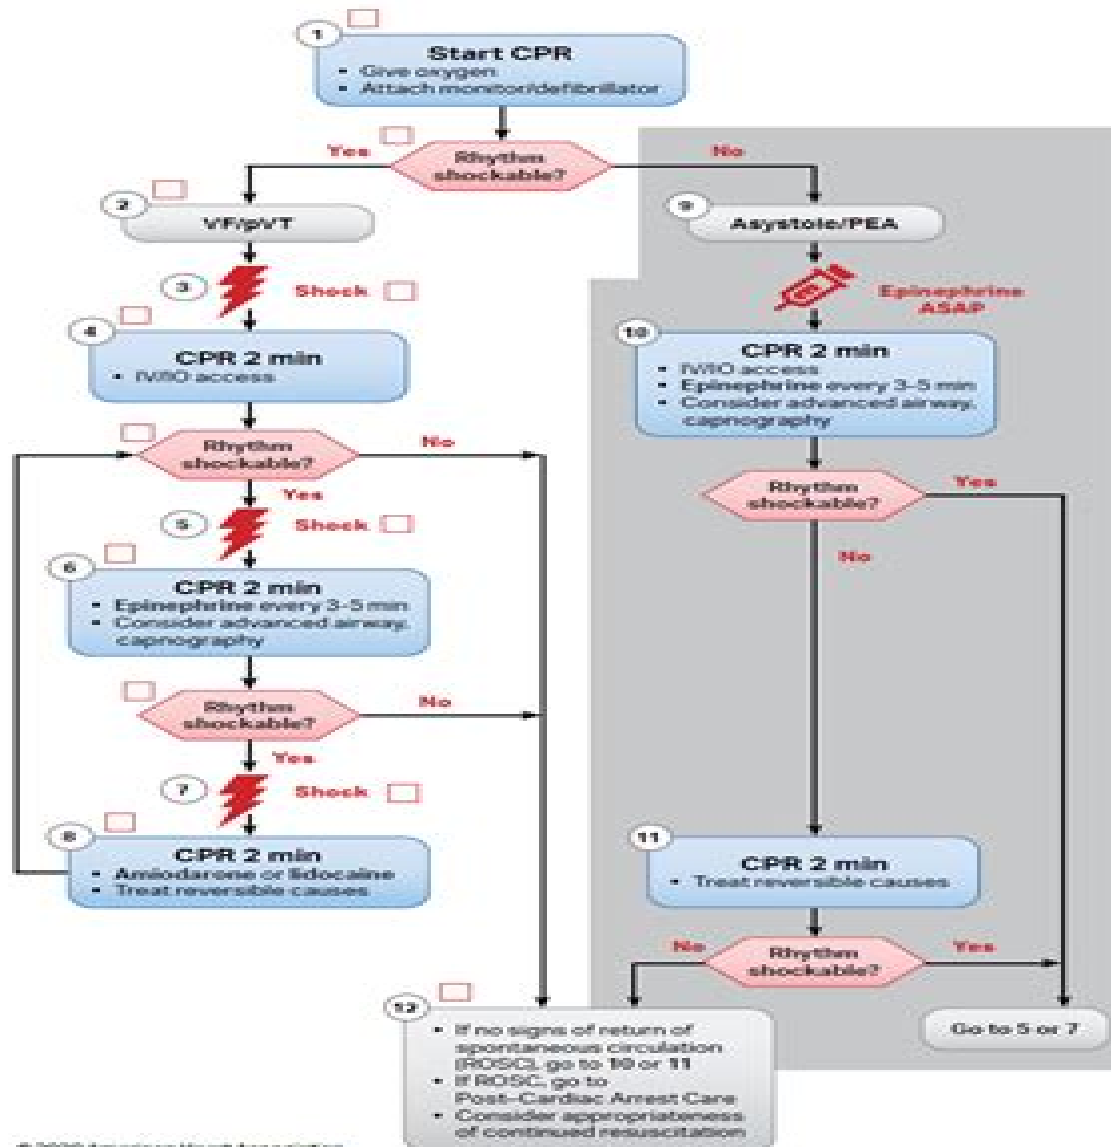 1
Start CPR
• Give oxygen
• Attach monitor/defibrillator
Rhythm
shockable?
Yes
No
2
VF/pVT
9
Asystole/PEA
3
Shock
Epinephrine
ASAP
4
CPR 2 min
• IV/IO access
10
CPR 2 min
• IV/IO access
• Epinephrine every 3-5 min
• Consider advanced airway,
capnography
Rhythm
shockable?
No
Yes
Rhythm
shockable?
Yes
No
5
Shock
6
CPR 2 min
• Epinephrine every 3-5 min
• Consider advanced airway,
capnography
Rhythm
shockable?
No
Yes
7
Shock
8
CPR 2 min
• Amiodarone or lidocaine
• Treat reversible causes
11
CPR 2 min
• Treat reversible causes
Rhythm
shockable?
No
Yes
12
• If no signs of return of
spontaneous circulation
(ROSC), go to 10 or 11
• If ROSC, go to
Post–Cardiac Arrest Care
• Consider appropriateness
of continued resuscitation
Go to 5 or 7
© 2020 American Heart Association